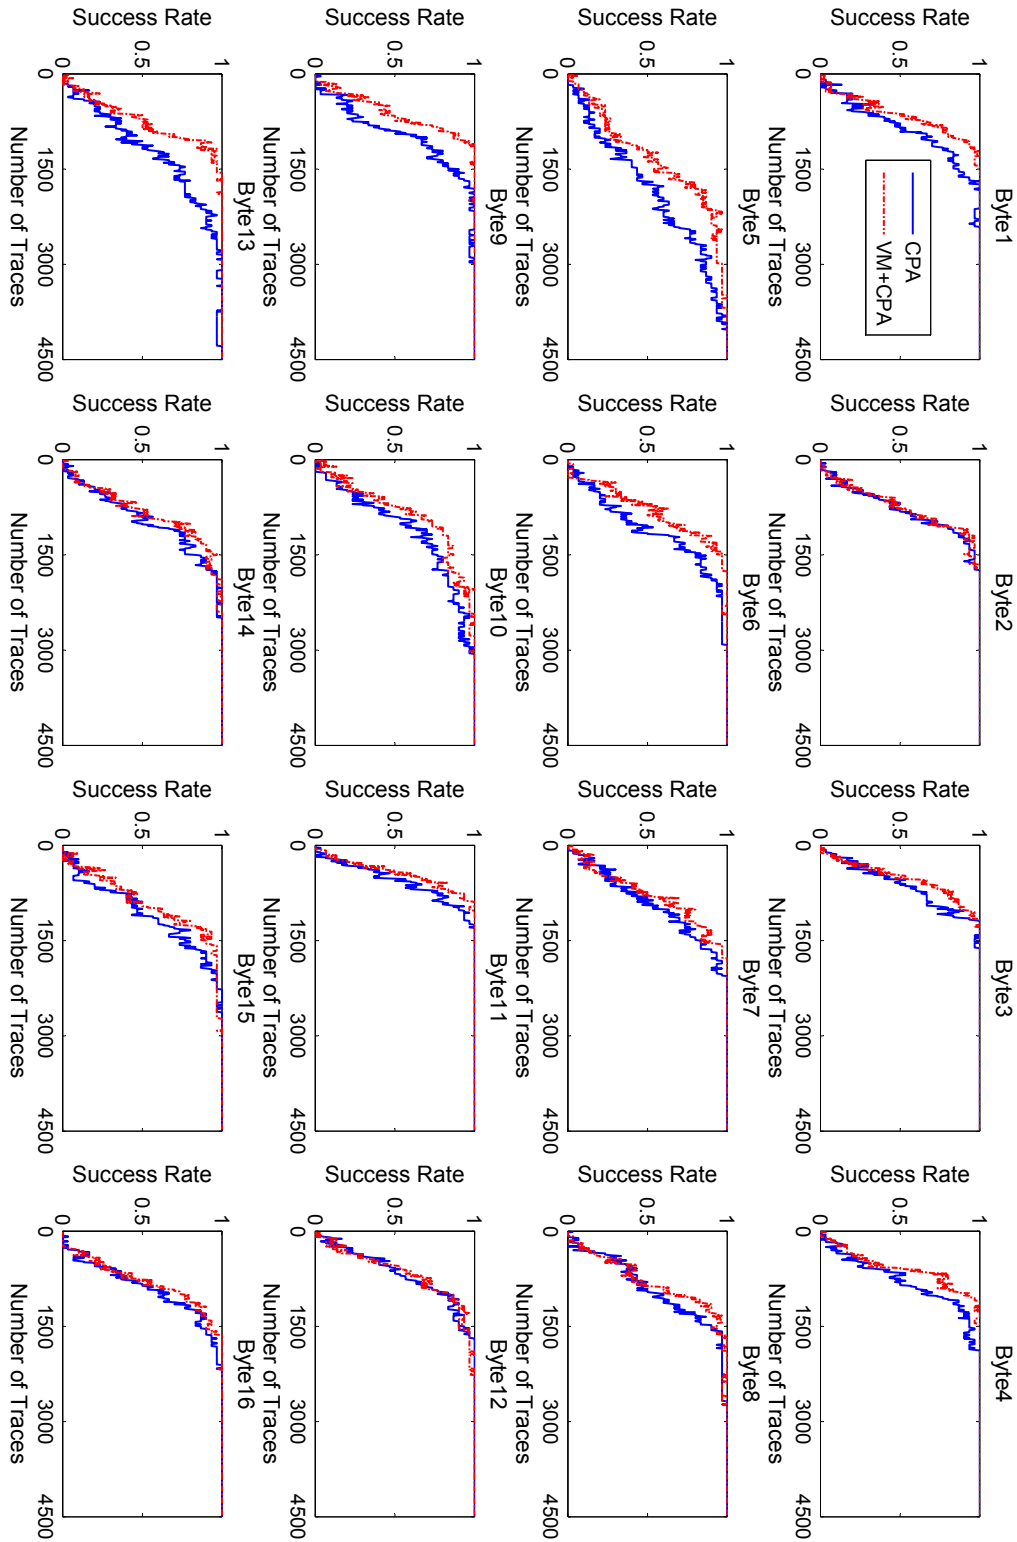 Byte1
1
0.5
0
Success Rate
CPA
VM+CPA
0 1500 3000 4500
Number of Traces
Byte2
1
0.5
0
Success Rate
0 1500 3000 4500
Number of Traces
Byte3
1
0.5
0
Success Rate
0 1500 3000 4500
Number of Traces
Byte4
1
0.5
0
Success Rate
0 1500 3000 4500
Number of Traces
Byte5
1
0.5
0
Success Rate
0 1500 3000 4500
Number of Traces
Byte6
1
0.5
0
Success Rate
0 1500 3000 4500
Number of Traces
Byte7
1
0.5
0
Success Rate
0 1500 3000 4500
Number of Traces
Byte8
1
0.5
0
Success Rate
0 1500 3000 4500
Number of Traces
Byte9
1
0.5
0
Success Rate
0 1500 3000 4500
Number of Traces
Byte10
1
0.5
0
Success Rate
0 1500 3000 4500
Number of Traces
Byte11
1
0.5
0
Success Rate
0 1500 3000 4500
Number of Traces
Byte12
1
0.5
0
Success Rate
0 1500 3000 4500
Number of Traces
Byte13
1
0.5
0
Success Rate
0 1500 3000 4500
Number of Traces
Byte14
1
0.5
0
Success Rate
0 1500 3000 4500
Number of Traces
Byte15
1
0.5
0
Success Rate
0 1500 3000 4500
Number of Traces
Byte16
1
0.5
0
Success Rate
0 1500 3000 4500
Number of Traces